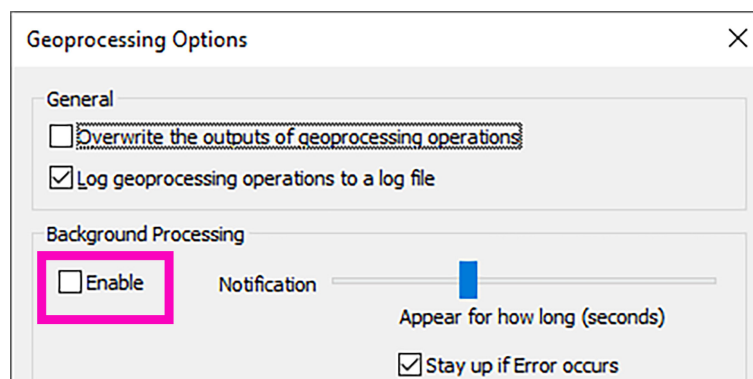 Geoprocessing Options
General
Overwrite the outputs of geoprocessing operations
Log geoprocessing operations to a log file
Background Processing
Enable Notification
Appear for how long (seconds)
Stay up if Error occurs